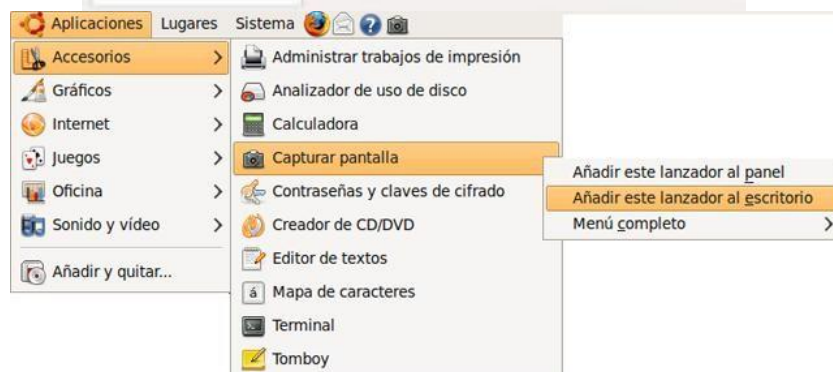 Aplicaciones Lugares Sistema
Accesorios
Gráficos
Internet
Juegos
Oficina
Sonido y vídeo
Añadir y quitar...
Administrar trabajos de impresión
Analizador de uso de disco
Calculadora
Capturar pantalla
Contraseñas y claves de cifrado
Creador de CD/DVD
Editor de textos
á Mapa de caracteres
Terminal
Tomboy
Añadir este lanzador al panel
Añadir este lanzador al escritorio
Menú completo